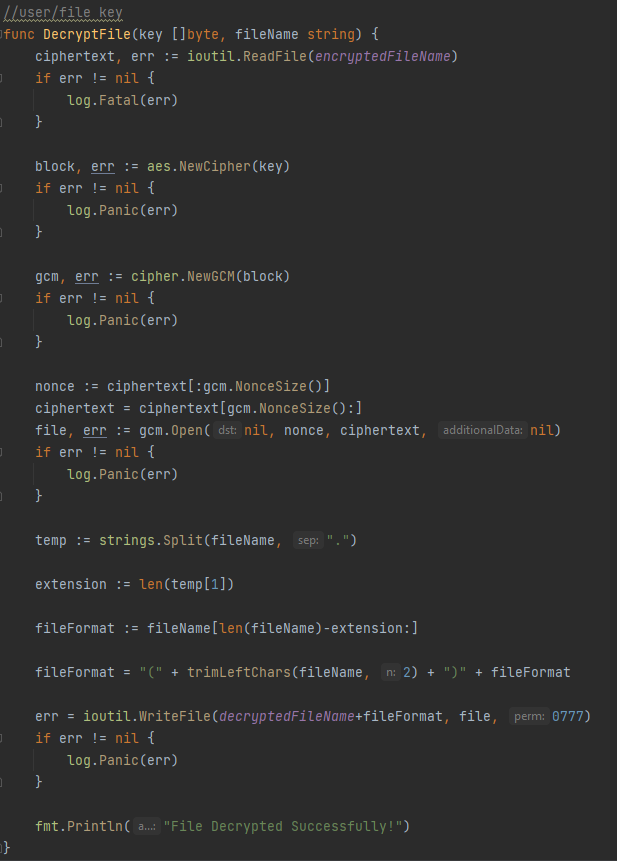 //user/file key
func DecryptFile(key []byte, fileName string) {
    ciphertext, err := ioutil.ReadFile(encryptedFileName)
    if err != nil {
        log.Fatal(err)
    }
    block, err := aes.NewCipher(key)
    if err != nil {
        log.Panic(err)
    }
    gcm, err := cipher.NewGCM(block)
    if err != nil {
        log.Panic(err)
    }
    nonce := ciphertext[:gcm.NonceSize()]
    ciphertext = ciphertext[gcm.NonceSize():]
    file, err := gcm.Open( dst: nil, nonce, ciphertext, additionalData: nil)
    if err != nil {
        log.Panic(err)
    }
    temp := strings.Split(fileName, sep: ".")
    extension := len(temp[1])
    fileFormat := fileName[len(fileName)-extension:]
    fileFormat = "(" + trimLeftChars(fileName, n: 2) + ")" + fileFormat
    err = ioutil.WriteFile(decryptedFileName+fileFormat, file, perm: 0777)
    if err != nil {
        log.Panic(err)
    }
    fmt.Println( a...: "File Decrypted Successfully!")
}